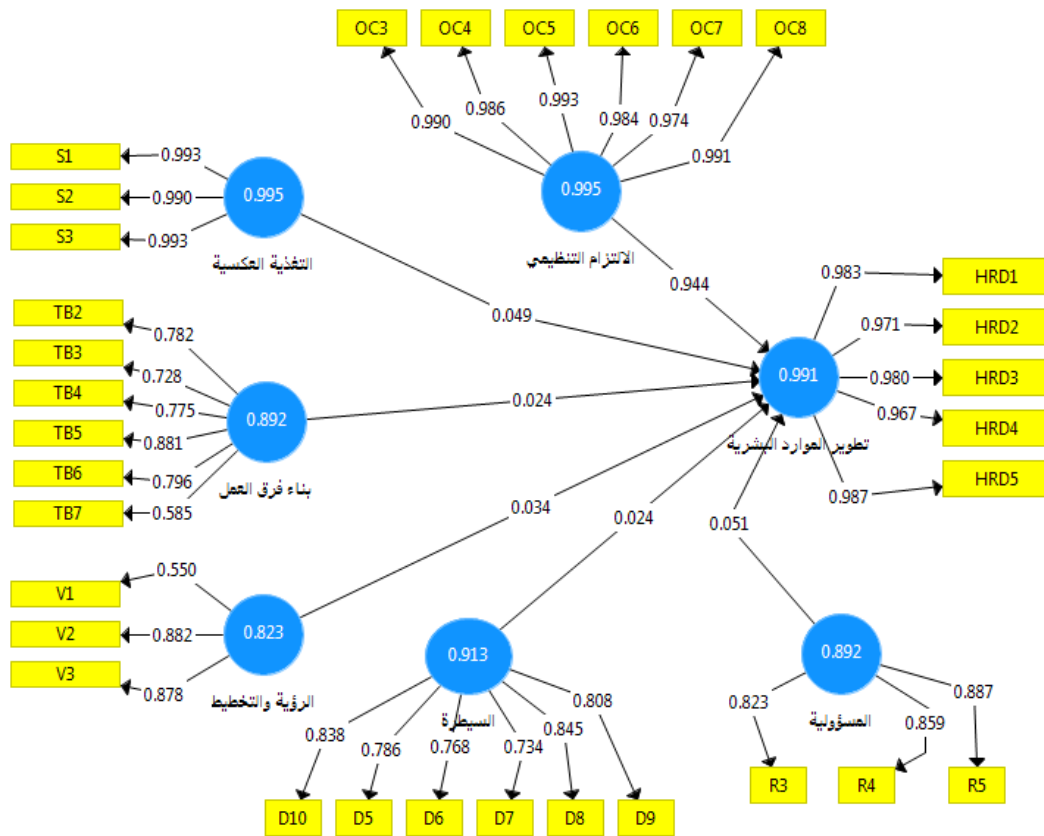 OC3 OC4 OC5 OC6 OC7 OC8
0.990 0.986 0.993 0.984 0.974 0.991
0.995
الالتزام التنظيمي
0.944
S1
S2
S3
0.993
0.990
0.993
0.995
التغذية العكسية
0.049
HRD1
HRD2
HRD3
HRD4
HRD5
0.983
0.971
0.980
0.967
0.987
0.991
تطوير الموارد البشرية
TB2
TB3
TB4
TB5
TB6
TB7
0.782
0.728
0.775
0.881
0.796
0.585
0.892
بناء فرق العمل
0.024
V1
V2
V3
0.550
0.882
0.878
0.823
الرؤية والتخطيط
0.034
0.913
السيطرة
0.024
0.838 0.786 0.768 0.734 0.845 0.808
D10 D5 D6 D7 D8 D9
0.051
0.892
المسؤولية
0.823 0.859 0.887
R3 R4 R5